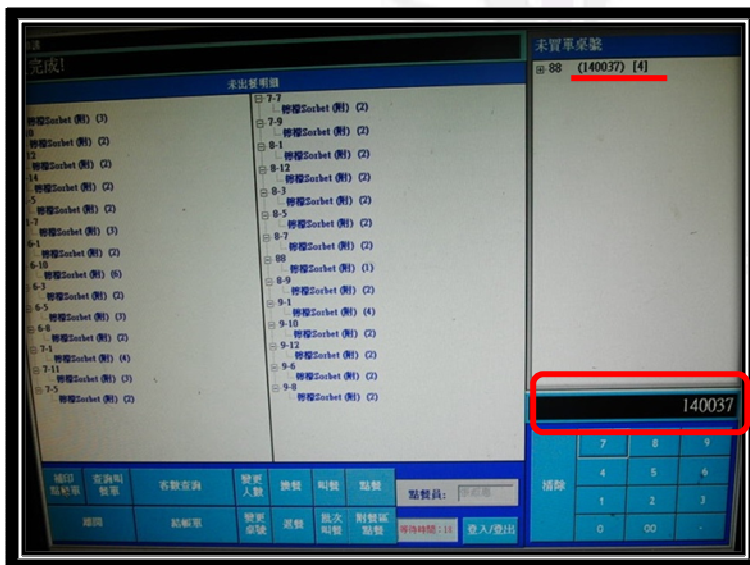 完成!
未出餐明細
檸檬Sorbet (附) (3)
檸檬Sorbet (附) (2)
檸檬Sorbet (附) (2)
檸檬Sorbet (附) (2)
檸檬Sorbet (附) (2)
檸檬Sorbet (附) (3)
6-1
檸檬Sorbet (附) (2)
6-10
檸檬Sorbet (附) (6)
6-3
檸檬Sorbet (附) (2)
6-5
檸檬Sorbet (附) (3)
6-8
檸檬Sorbet (附) (2)
7-1
檸檬Sorbet (附) (4)
7-11
檸檬Sorbet (附) (3)
7-5
檸檬Sorbet (附) (2)
7-7
檸檬Sorbet (附) (2)
7-9
檸檬Sorbet (附) (2)
8-1
檸檬Sorbet (附) (2)
8-12
檸檬Sorbet (附) (2)
8-3
檸檬Sorbet (附) (2)
8-5
檸檬Sorbet (附) (2)
8-7
檸檬Sorbet (附) (2)
88
檸檬Sorbet (附) (1)
8-9
檸檬Sorbet (附) (2)
9-1
檸檬Sorbet (附) (4)
9-10
檸檬Sorbet (附) (2)
9-12
檸檬Sorbet (附) (2)
9-6
檸檬Sorbet (附) (2)
9-8
檸檬Sorbet (附) (2)
未買單桌號
88 (140037) [4]
140037
7 8 9
清除 4 5 6
1 2 3
0 00 .
補印點給單 查詢叫餐單 客數查詢 變更人數 換餐 叫餐 點餐 點餐員:
離開 結帳單 變更桌號 退餐 批次叫餐 附餐區點餐 等待時間:11 登入/登出